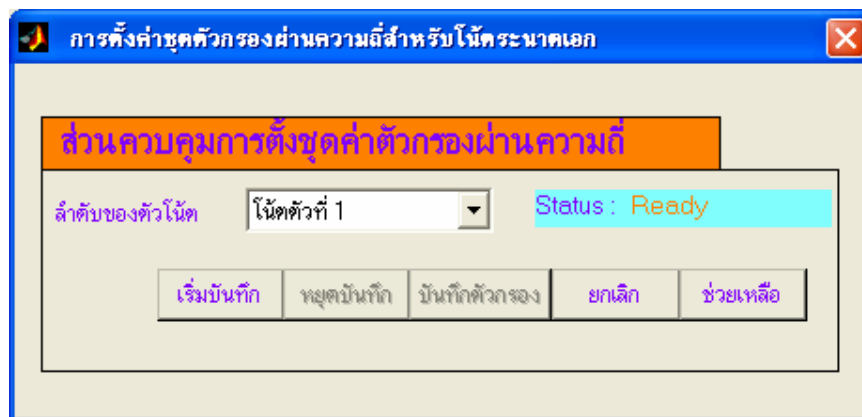 การตั้งค่าชุดตัวกรองผ่านความถี่สำหรับโน้ตระนาดเอก
ส่วนควบคุมการตั้งชุดค่าตัวกรองผ่านความถี่
ลำดับของตัวโน้ต โน้ตตัวที่ 1 Status : Ready
เริ่มบันทึก หยุดบันทึก บันทึกตัวกรอง ยกเลิก ช่วยเหลือ